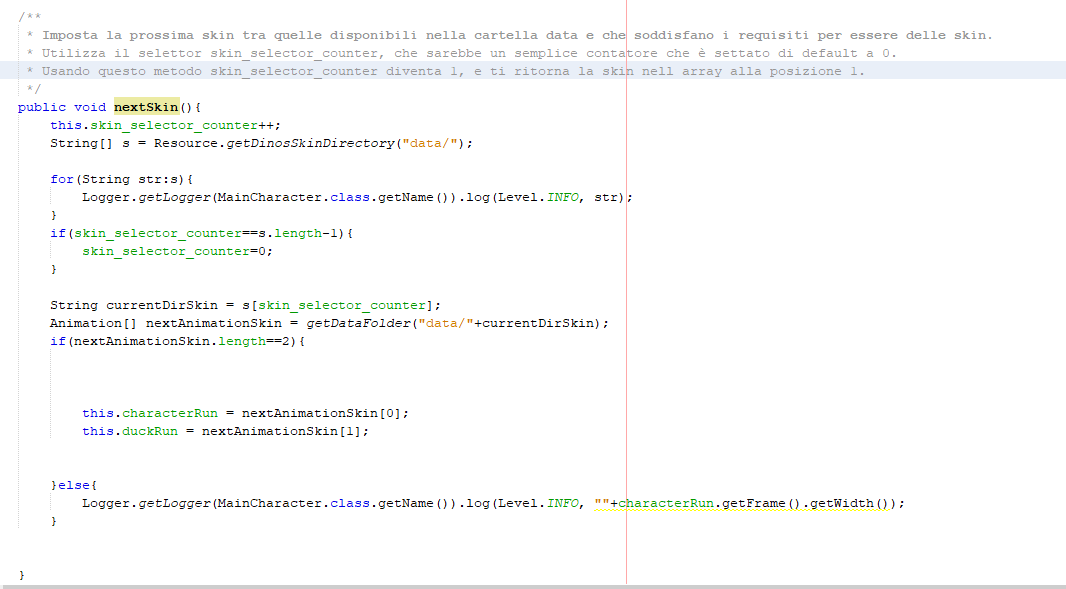 /**
 * Imposta la prossima skin tra quelle disponibili nella cartella data e che soddisfano i requisiti per essere delle skin.
 * Utilizza il selettor skin_selector_counter, che sarebbe un semplice contatore che è settato di default a 0.
 * Usando questo metodo skin_selector_counter diventa 1, e ti ritorna la skin nell array alla posizione 1.
 */
public void nextSkin(){
    this.skin_selector_counter++;
    String[] s = Resource.getDinosSkinDirectory("data/");
    for(String str:s){
        Logger.getLogger(MainCharacter.class.getName()).log(Level.INFO, str);
    }
    if(skin_selector_counter==s.length-1){
        skin_selector_counter=0;
    }
    String currentDirSkin = s[skin_selector_counter];
    Animation[] nextAnimationSkin = getDataFolder("data/"+currentDirSkin);
    if(nextAnimationSkin.length==2){
        this.characterRun = nextAnimationSkin[0];
        this.duckRun = nextAnimationSkin[1];
    }else{
        Logger.getLogger(MainCharacter.class.getName()).log(Level.INFO, ""+characterRun.getFrame().getWidth());
    }
}